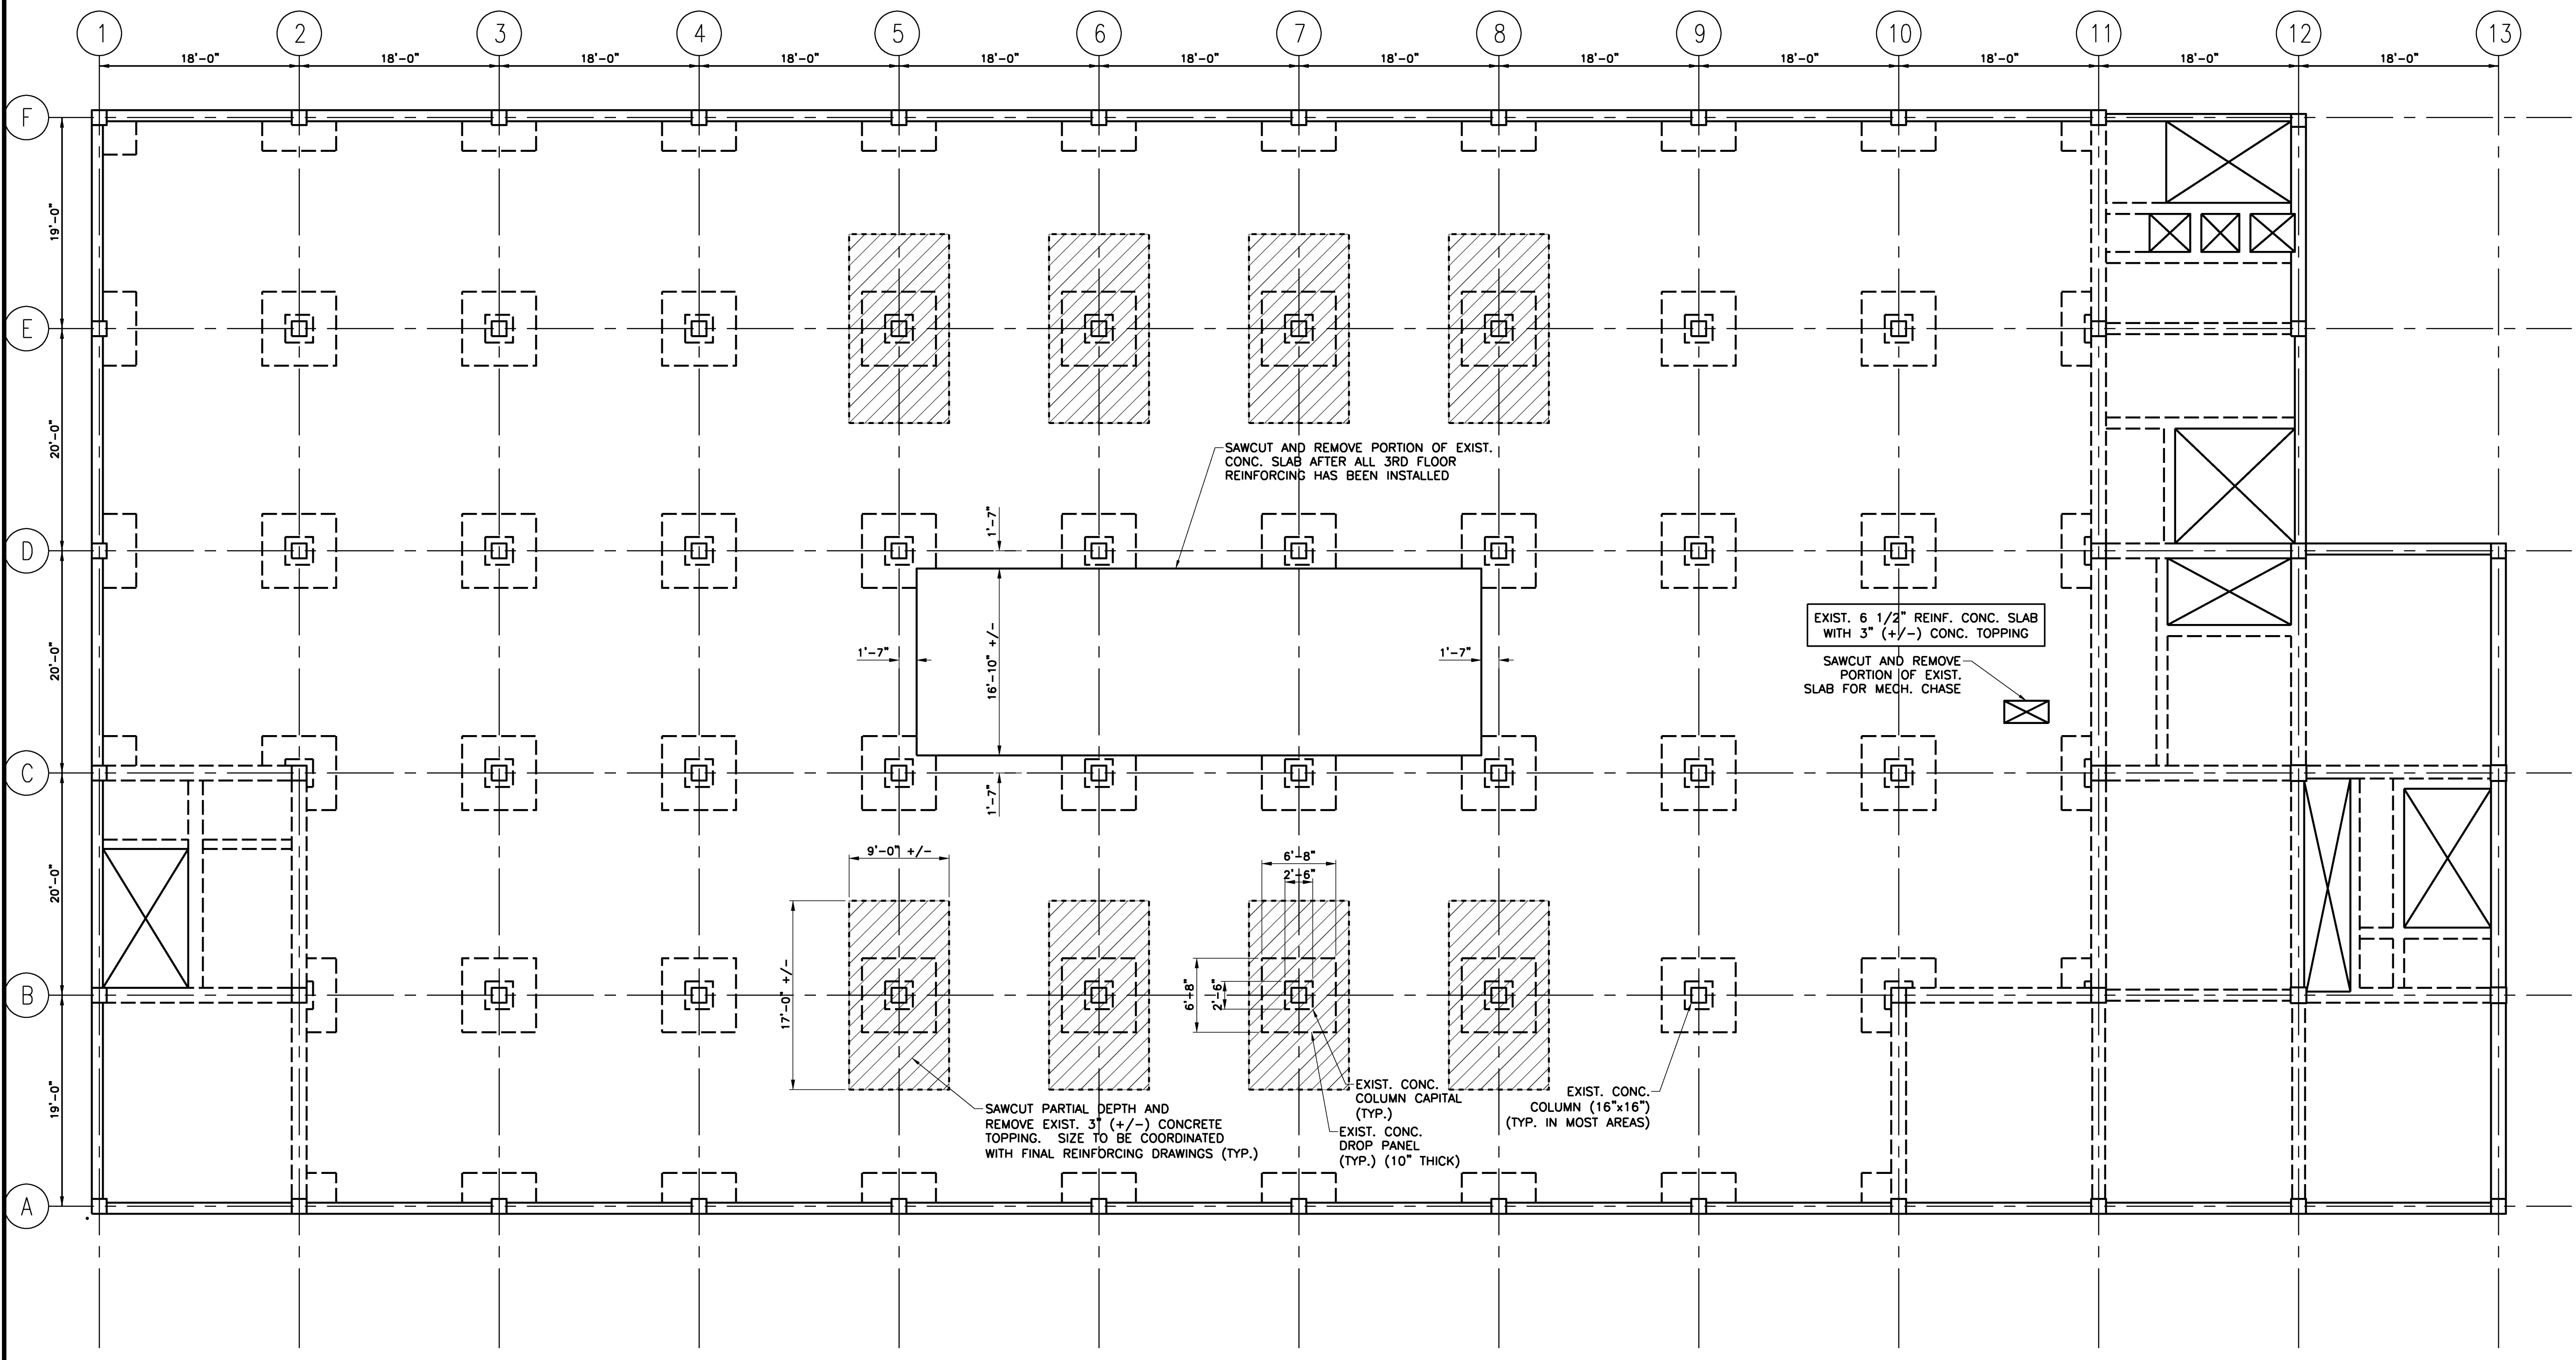 1 2 3 4 5 6 7 8 9 10 11 12 13
18'-0" 18'-0" 18'-0" 18'-0" 18'-0" 18'-0" 18'-0" 18'-0" 18'-0" 18'-0" 18'-0" 18'-0"
F
19'-0"
E
20'-0"
SAWCUT AND REMOVE PORTION OF EXIST.
CONC. SLAB AFTER ALL 3RD FLOOR
REINFORCING HAS BEEN INSTALLED
1'-7"
D
20'-0"
1'-7"
16'-10" +/-
1'-7"
EXIST. 6 1/2" REINF. CONC. SLAB
WITH 3" (+/-) CONC. TOPPING
SAWCUT AND REMOVE
PORTION OF EXIST.
SLAB FOR MECH. CHASE
C
1'-7"
20'-0"
9'-0" +/-
6'-8"
2'-6"
17'-0" +/-
6'-8"
2'-6"
B
19'-0"
SAWCUT PARTIAL DEPTH AND
REMOVE EXIST. 3" (+/-) CONCRETE
TOPPING. SIZE TO BE COORDINATED
WITH FINAL REINFORCING DRAWINGS (TYP.)
EXIST. CONC.
COLUMN CAPITAL
(TYP.)
EXIST. CONC.
DROP PANEL
(TYP.) (10" THICK)
EXIST. CONC.
COLUMN (16"x16")
(TYP. IN MOST AREAS)
A